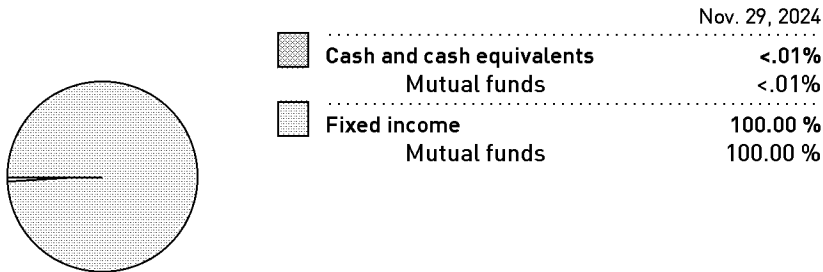 Nov. 29, 2024
Cash and cash equivalents <.01%
Mutual funds <.01%
Fixed income 100.00 %
Mutual funds 100.00 %